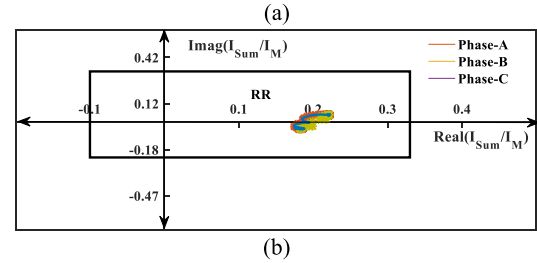 (a)
Imag(I_Sum/I_M)
0.42
Phase-A
Phase-B
Phase-C
RR
-0.1 0.12 0.1 0.2 0.3 0.4
Real(I_Sum/I_M)
-0.18
-0.47
(b)